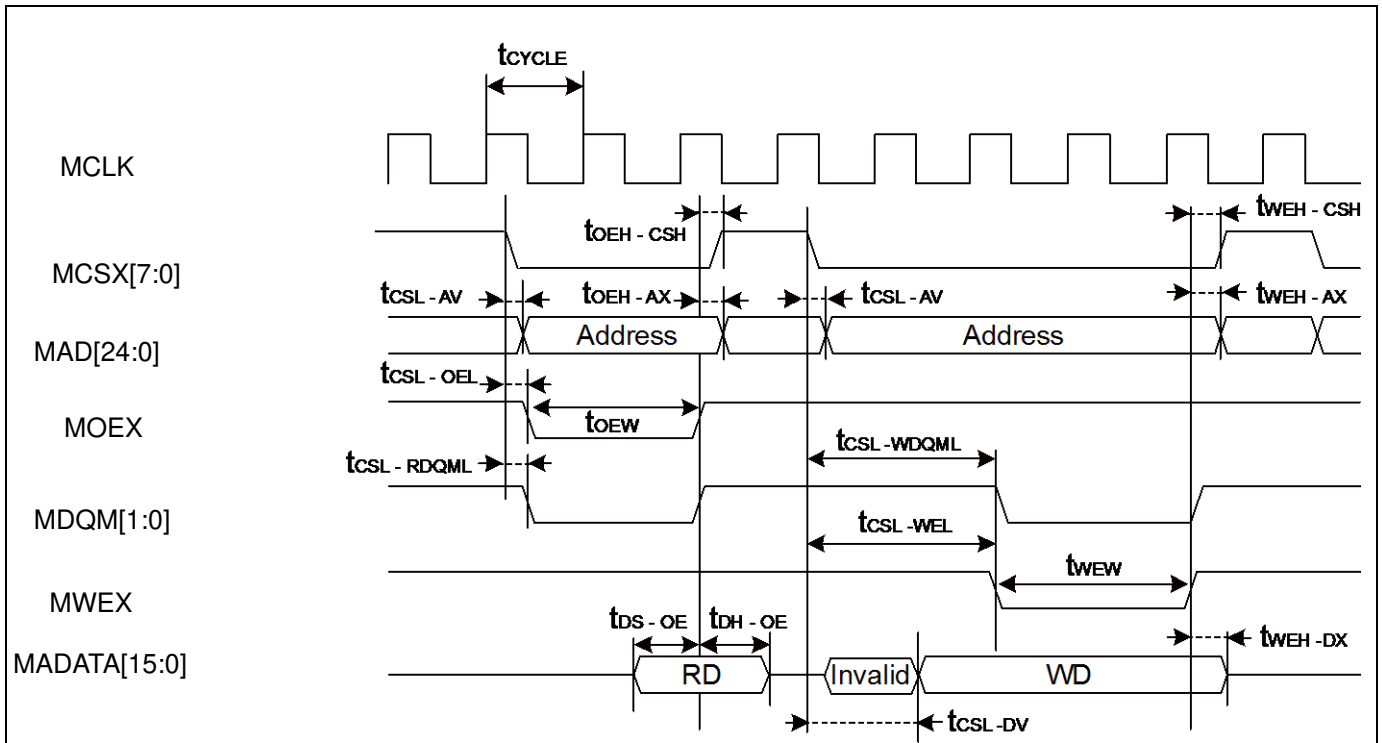 tCYCLE
MCLK
tOEH - CSH
tWEH - CSH
MCSX[7:0]
tCSL - AV
tOEH - AX
tCSL - AV
tWEH - AX
MAD[24:0]
Address
Address
tCSL - OEL
MOEX
tOEW
tCSL - RDQML
tCSL -WDQML
MDQM[1:0]
tCSL -WEL
MWEX
tWEW
tDS - OE
tDH - OE
tWEH -DX
MADATA[15:0]
RD
Invalid
WD
tCSL -DV